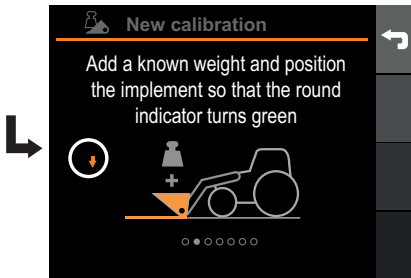 New calibration
Add a known weight and position
the implement so that the round
indicator turns green
+